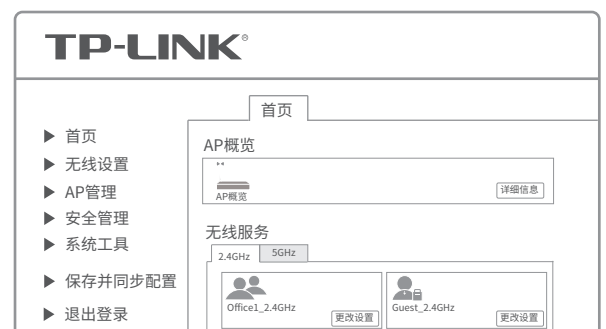 TP-LINK®
首页
首页
无线设置
AP管理
安全管理
系统工具
保存并同步配置
退出登录
AP概览
AP概览
详细信息
无线服务
2.4GHz
5GHz
Office1_2.4GHz
更改设置
Guest_2.4GHz
更改设置